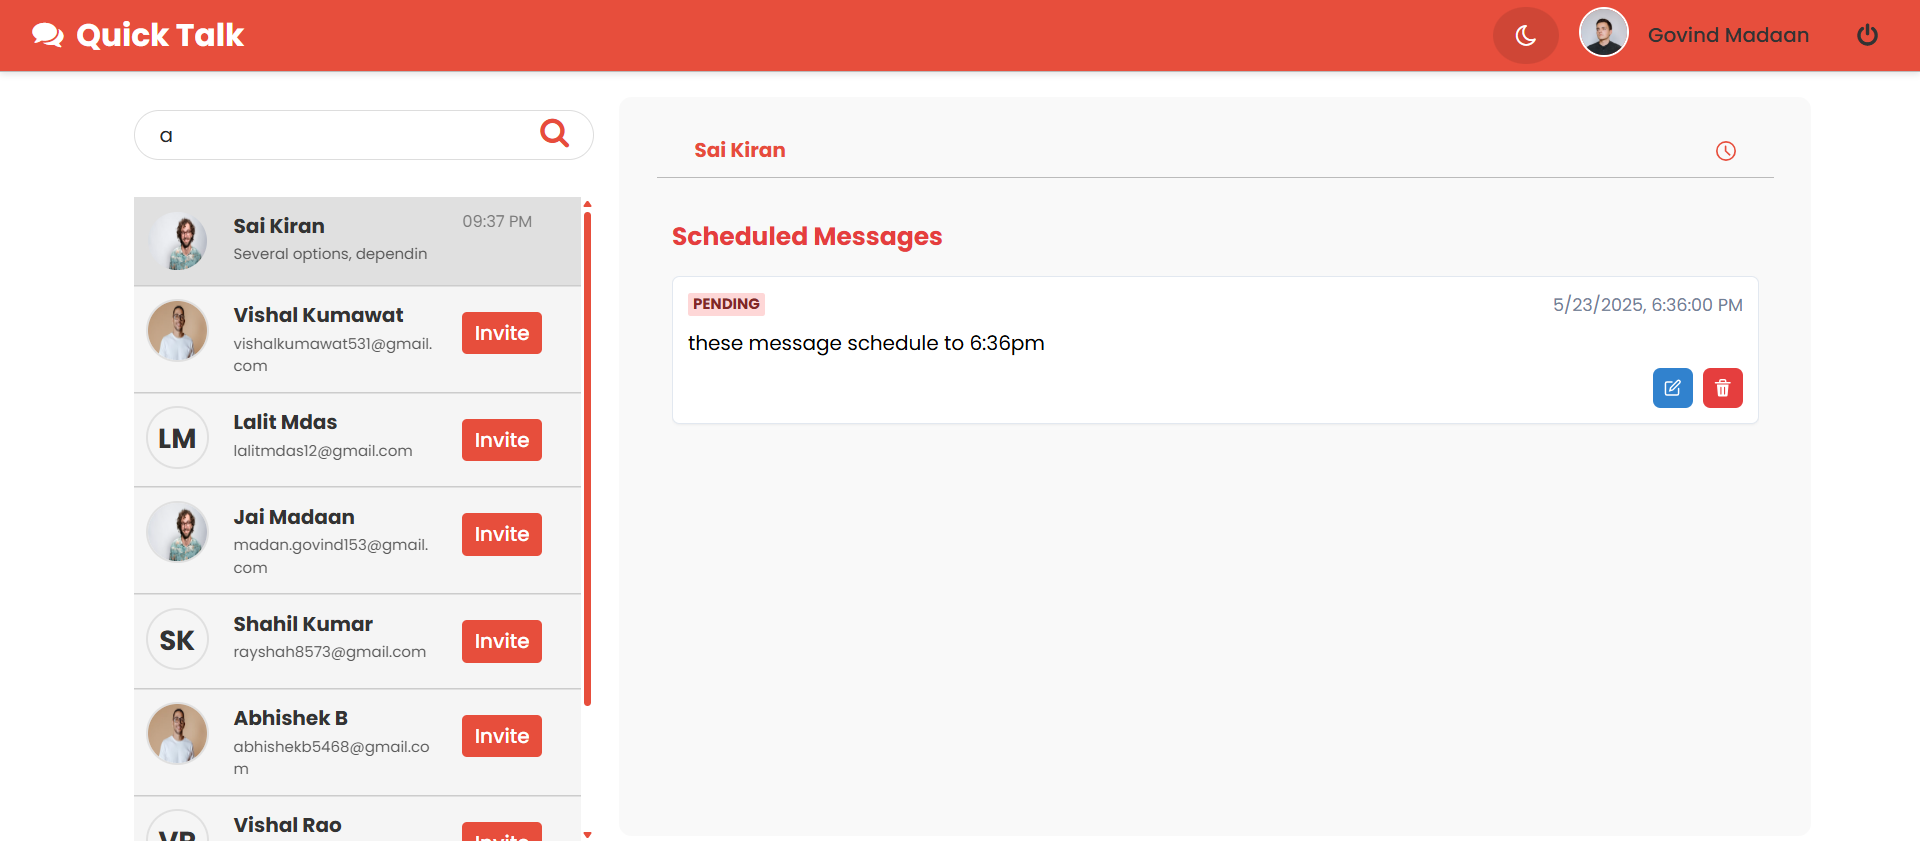 Quick Talk
Govind Madaan
a
Sai Kiran
09:37 PM
Several options, dependin
Vishal Kumawat
vishalkumawat531@gmail.
com
Invite
LM
Lalit Mdas
lalitmdas12@gmail.com
Invite
Jai Madaan
madan.govind153@gmail.
com
Invite
SK
Shahil Kumar
rayshah8573@gmail.com
Invite
Abhishek B
abhishekb5468@gmail.co
m
Invite
VR
Vishal Rao
Invite
Sai Kiran
Scheduled Messages
PENDING
5/23/2025, 6:36:00 PM
these message schedule to 6:36pm